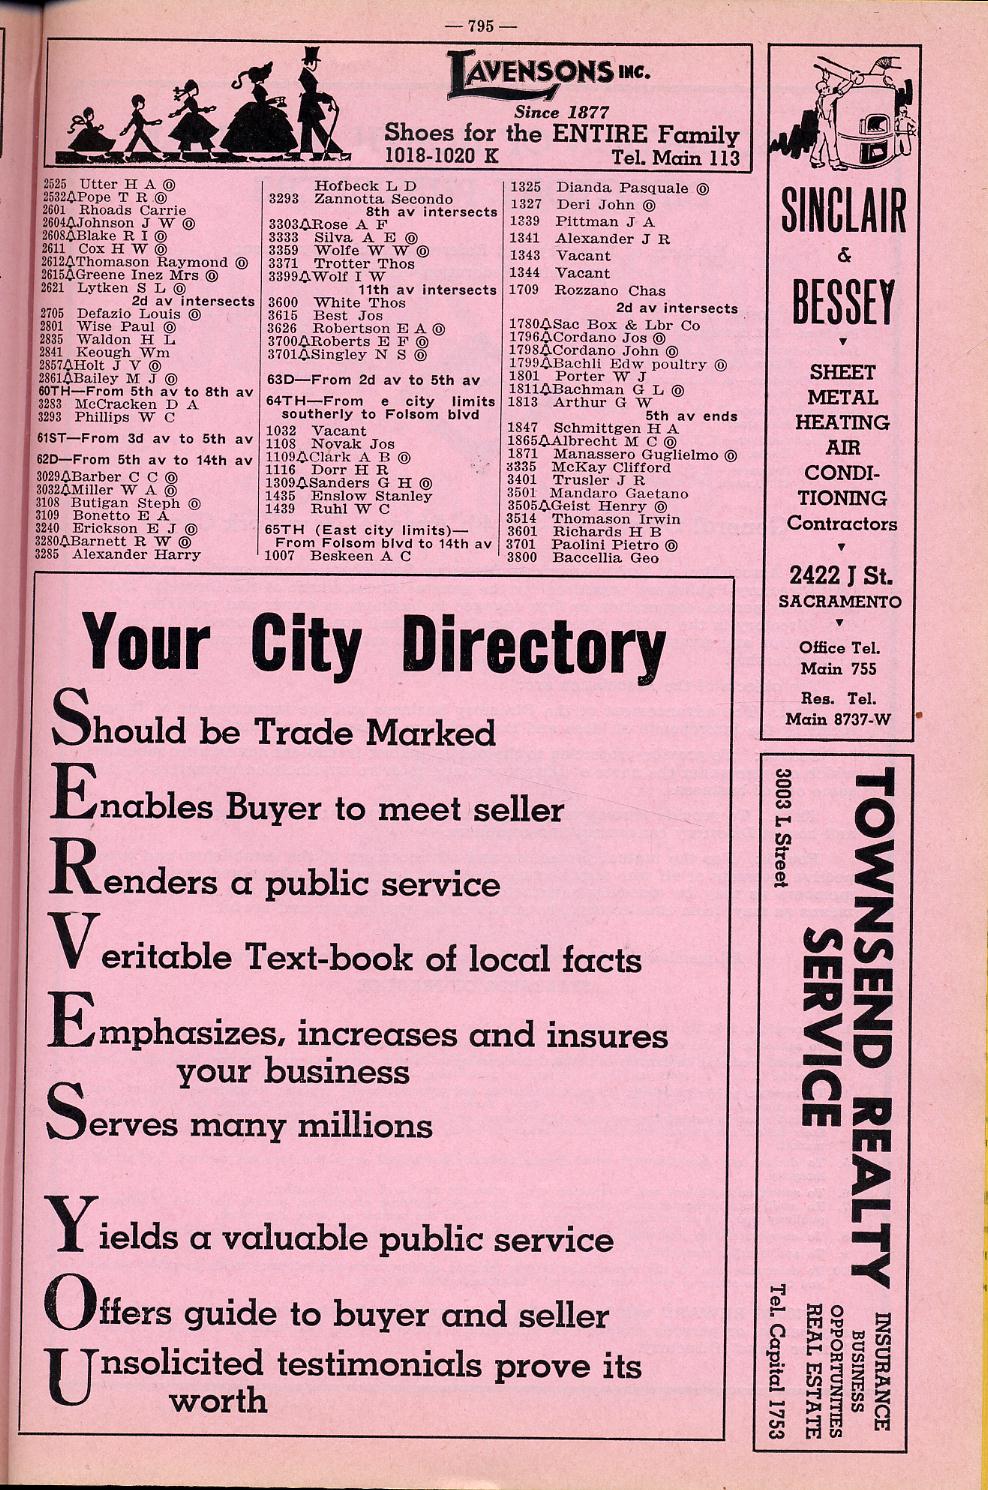 — 795 —
LAVENSONS INC.
Since 1877
Shoes for the ENTIRE Family
1018-1020 K Tel. Main 113
2525 Utter H A ⓞ
2532△Pope T R ⓞ
2601 Rhoads Carrie
2604△Johnson J W ⓞ
2608△Blake R I ⓞ
2611 Cox H W ⓞ
2612△Thomason Raymond ⓞ
2615△Greene Inez Mrs ⓞ
2621 Lytken S L ⓞ
2d av intersects
2705 Defazio Louis ⓞ
2801 Wise Paul ⓞ
2835 Waldon H L
2841 Keough Wm
2857△Holt J V ⓞ
2861△Bailey M J ⓞ
60TH—From 5th av to 8th av
3283 McCracken D A
3293 Phillips W C
61ST—From 3d av to 5th av
62D—From 5th av to 14th av
3029△Barber C C ⓞ
3032△Miller W A ⓞ
3108 Butigan Steph ⓞ
3109 Bonetto E A
3240 Erickson E J ⓞ
3280△Barnett R W ⓞ
3285 Alexander Harry
Hofbeck L D
3293 Zannotta Secondo
8th av intersects
3303△Rose A F
3333 Silva A E ⓞ
3359 Wolfe W W ⓞ
3371 Trotter Thos
3399△Wolf I W
11th av intersects
3600 White Thos
3615 Best Jos
3626 Robertson E A ⓞ
3700△Roberts E F ⓞ
3701△Singley N S ⓞ
63D—From 2d av to 5th av
64TH—From e city limits
southerly to Folsom blvd
1032 Vacant
1108 Novak Jos
1109△Clark A B ⓞ
1116 Dorr H R
1309△Sanders G H ⓞ
1435 Enslow Stanley
1439 Ruhl W C
65TH (East city limits)—
From Folsom blvd to 14th av
1007 Beskeen A C
1325 Dianda Pasquale ⓞ
1327 Deri John ⓞ
1339 Pittman J A
1341 Alexander J R
1343 Vacant
1344 Vacant
1709 Rozzano Chas
2d av intersects
1780△Sac Box & Lbr Co
1796△Cordano Jos ⓞ
1798△Cordano John ⓞ
1799△Bachli Edw poultry ⓞ
1801 Porter W J
1811△Bachman G L ⓞ
1813 Arthur G W
5th av ends
1847 Schmittgen H A
1865△Albrecht M C ⓞ
1871 Manassero Guglielmo ⓞ
3335 McKay Clifford
3401 Trusler J R
3501 Mandaro Gaetano
3505△Geist Henry ⓞ
3514 Thomason Irwin
3601 Richards H B
3701 Paolini Pietro ⓞ
3800 Baccellia Geo
SINCLAIR
&
BESSEY
SHEET
METAL
HEATING
AIR
CONDI-
TIONING
Contractors
2422 J St.
SACRAMENTO
Office Tel.
Main 755
Res. Tel.
Main 8737-W
Your City Directory
Should be Trade Marked
Enables Buyer to meet seller
Renders a public service
Veritable Text-book of local facts
Emphasizes, increases and insures
your business
Serves many millions
Yields a valuable public service
Offers guide to buyer and seller
Unsolicited testimonials prove its
worth
TOWNSEND REALTY
SERVICE
3003 L Street
INSURANCE
BUSINESS
OPPORTUNITIES
REAL ESTATE
Tel. Capital 1753